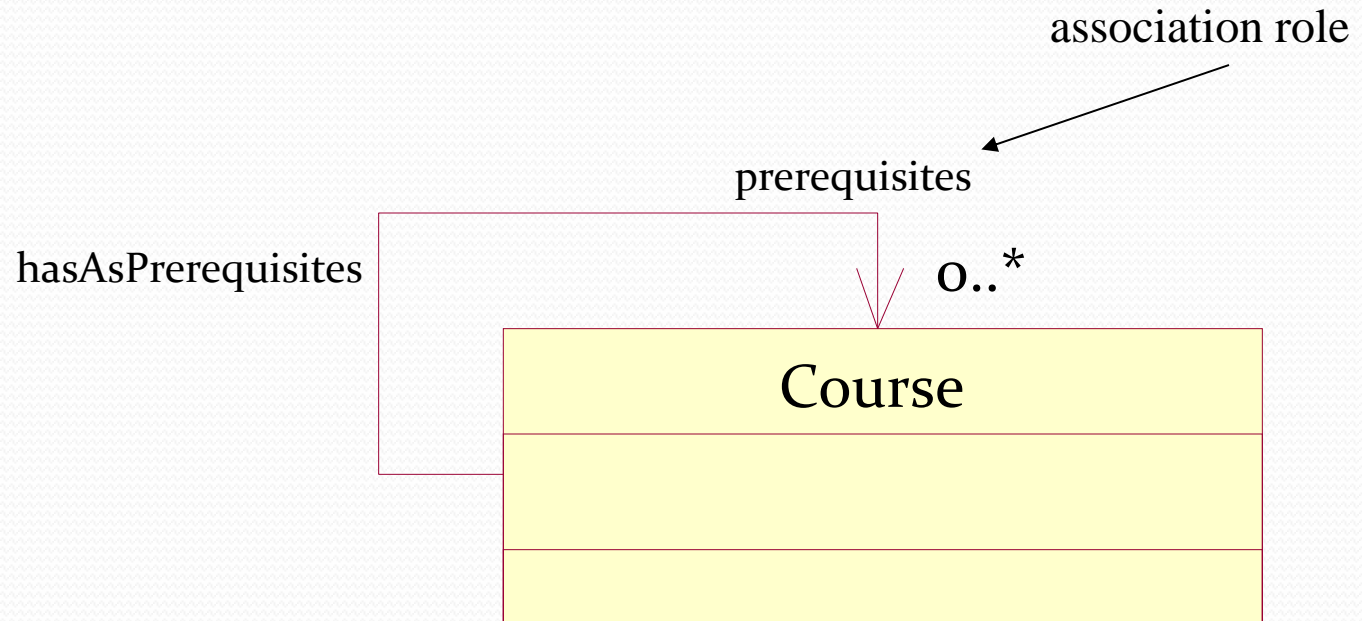 association role
prerequisites
hasAsPrerequisites
0..*
Course